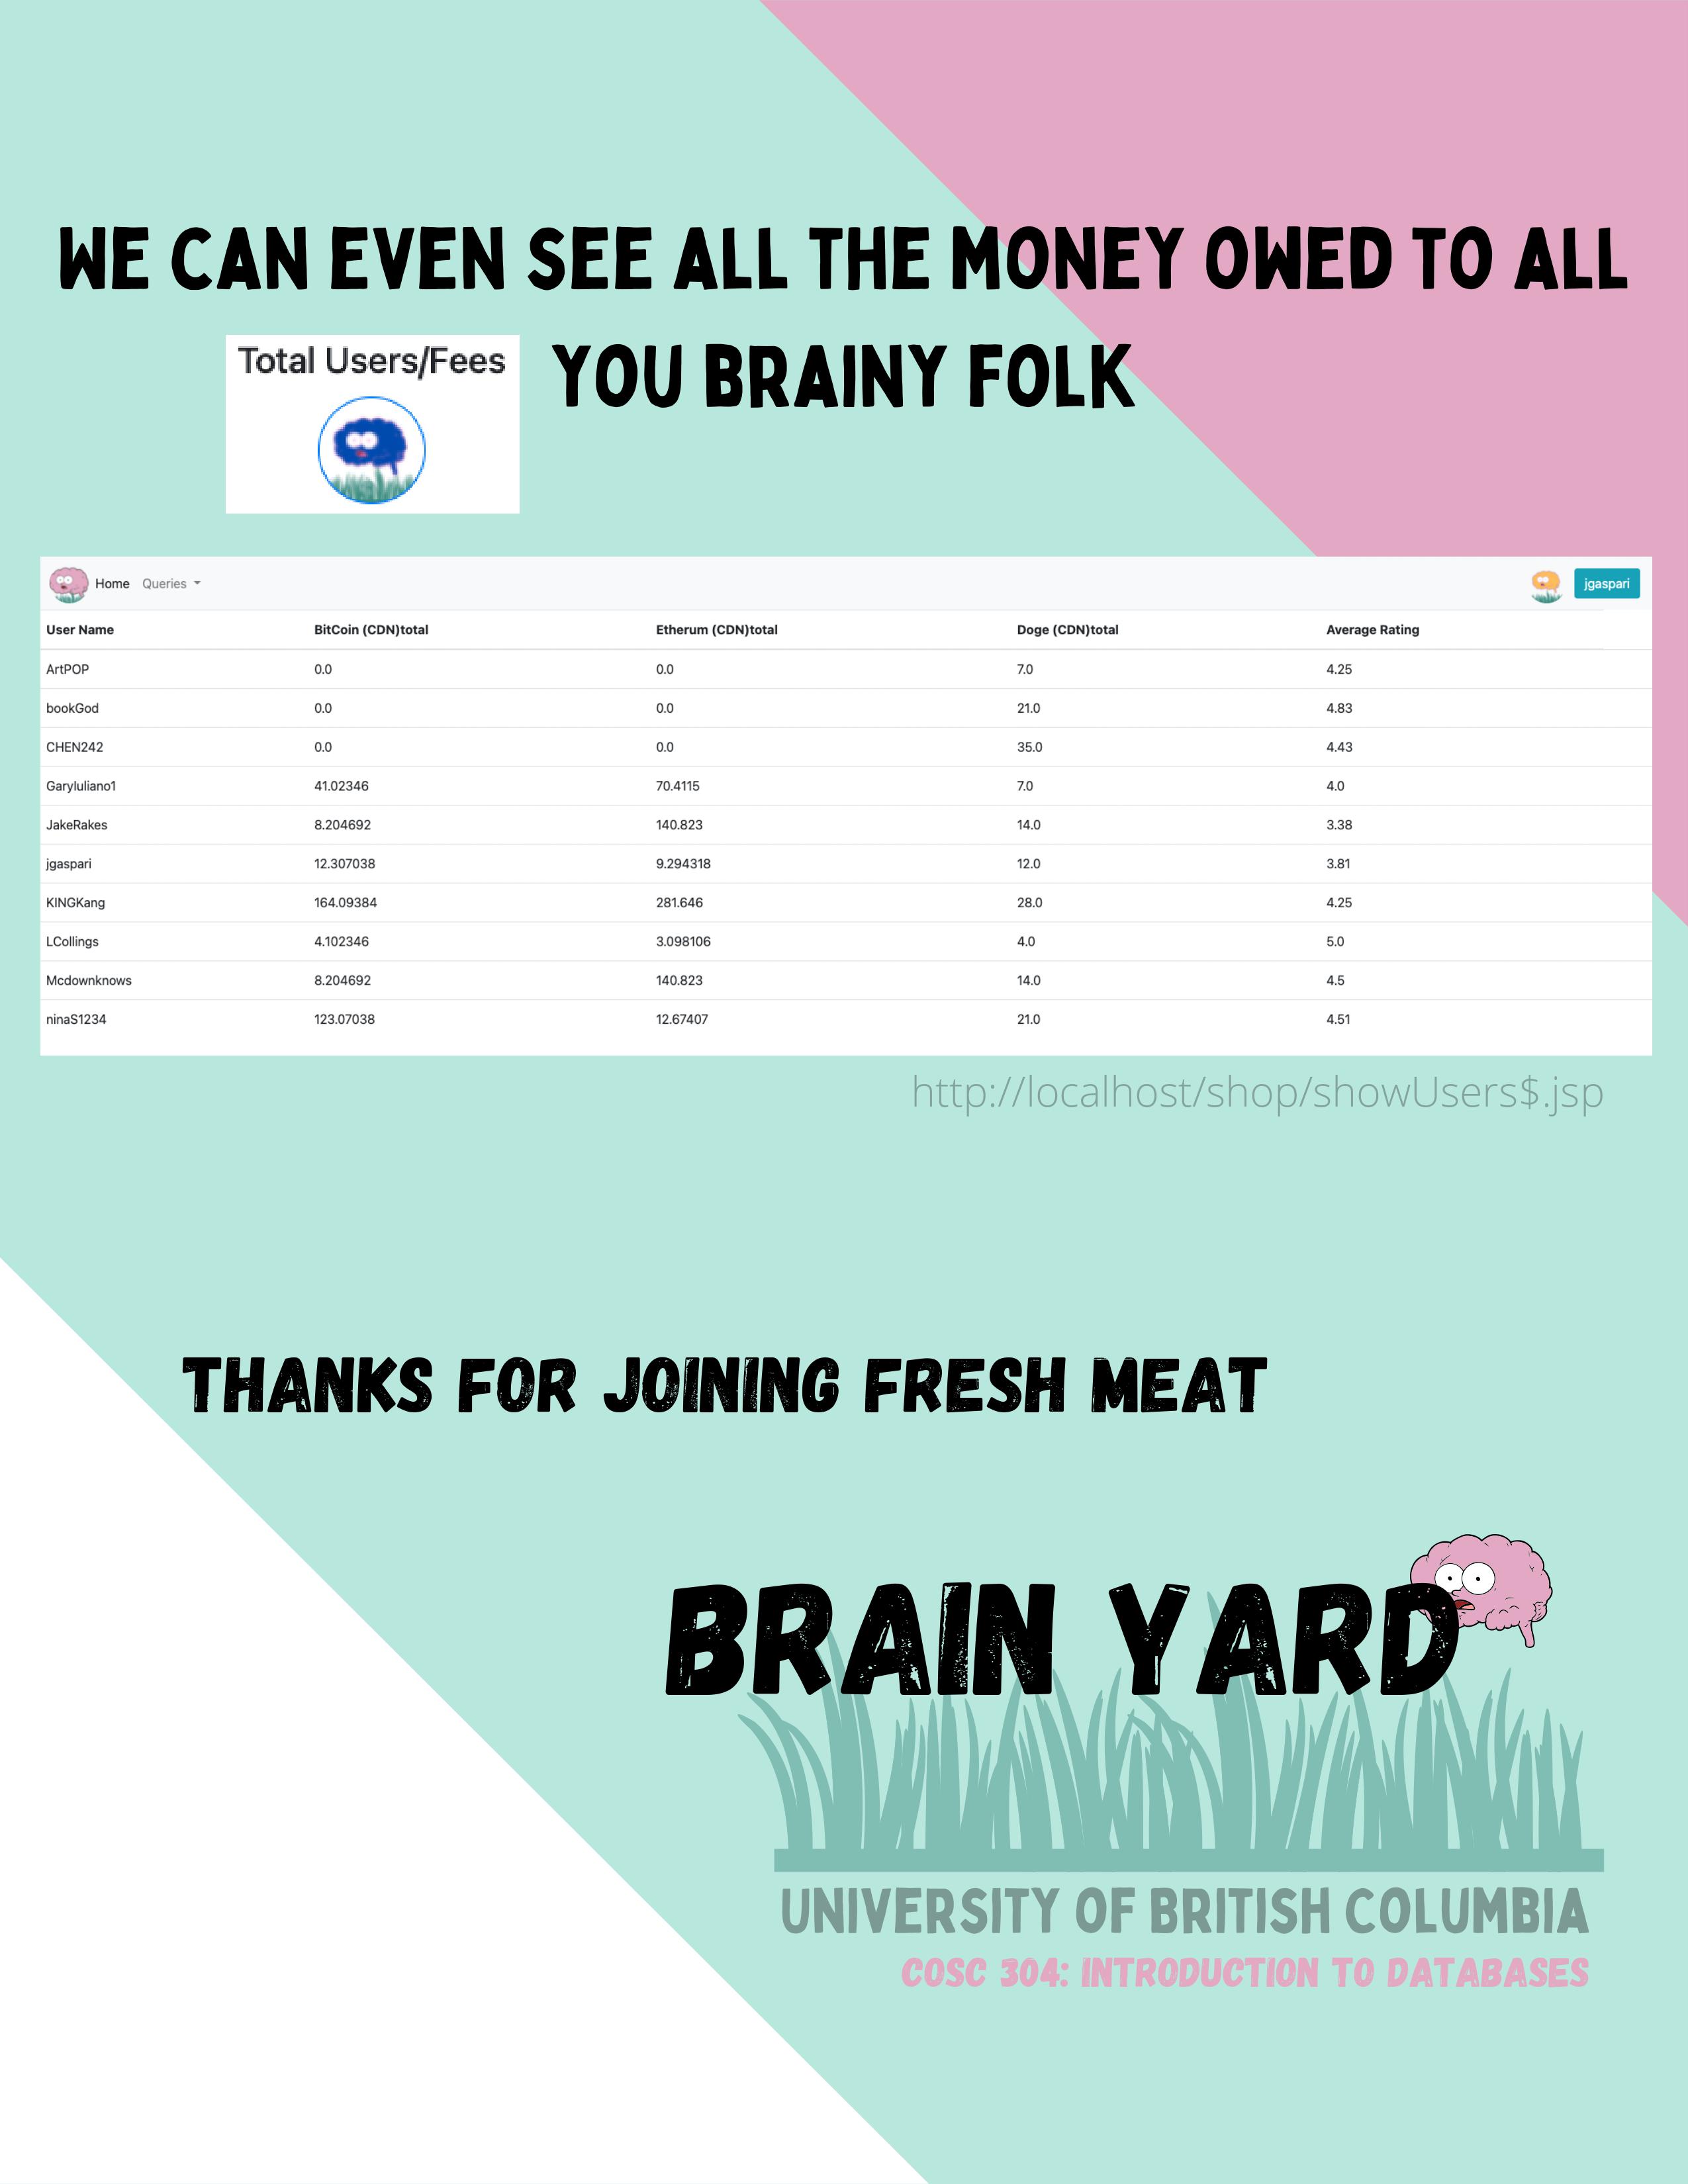 WE CAN EVEN SEE ALL THE MONEY OWED TO ALL
YOU BRAINY FOLK
Total Users/Fees
Home Queries jgaspari
User Name BitCoin (CDN)total Etherum (CDN)total Doge (CDN)total Average Rating
ArtPOP 0.0 0.0 7.0 4.25
bookGod 0.0 0.0 21.0 4.83
CHEN242 0.0 0.0 35.0 4.43
GaryIuliano1 41.02346 70.4115 7.0 4.0
JakeRakes 8.204692 140.823 14.0 3.38
jgaspari 12.307038 9.294318 12.0 3.81
KINGKang 164.09384 281.646 28.0 4.25
LCollings 4.102346 3.098106 4.0 5.0
Mcdownknows 8.204692 140.823 14.0 4.5
ninaS1234 123.07038 12.67407 21.0 4.51
http://localhost/shop/showUsers$.jsp
THANKS FOR JOINING FRESH MEAT
BRAIN YARD
UNIVERSITY OF BRITISH COLUMBIA
COSC 304: INTRODUCTION TO DATABASES